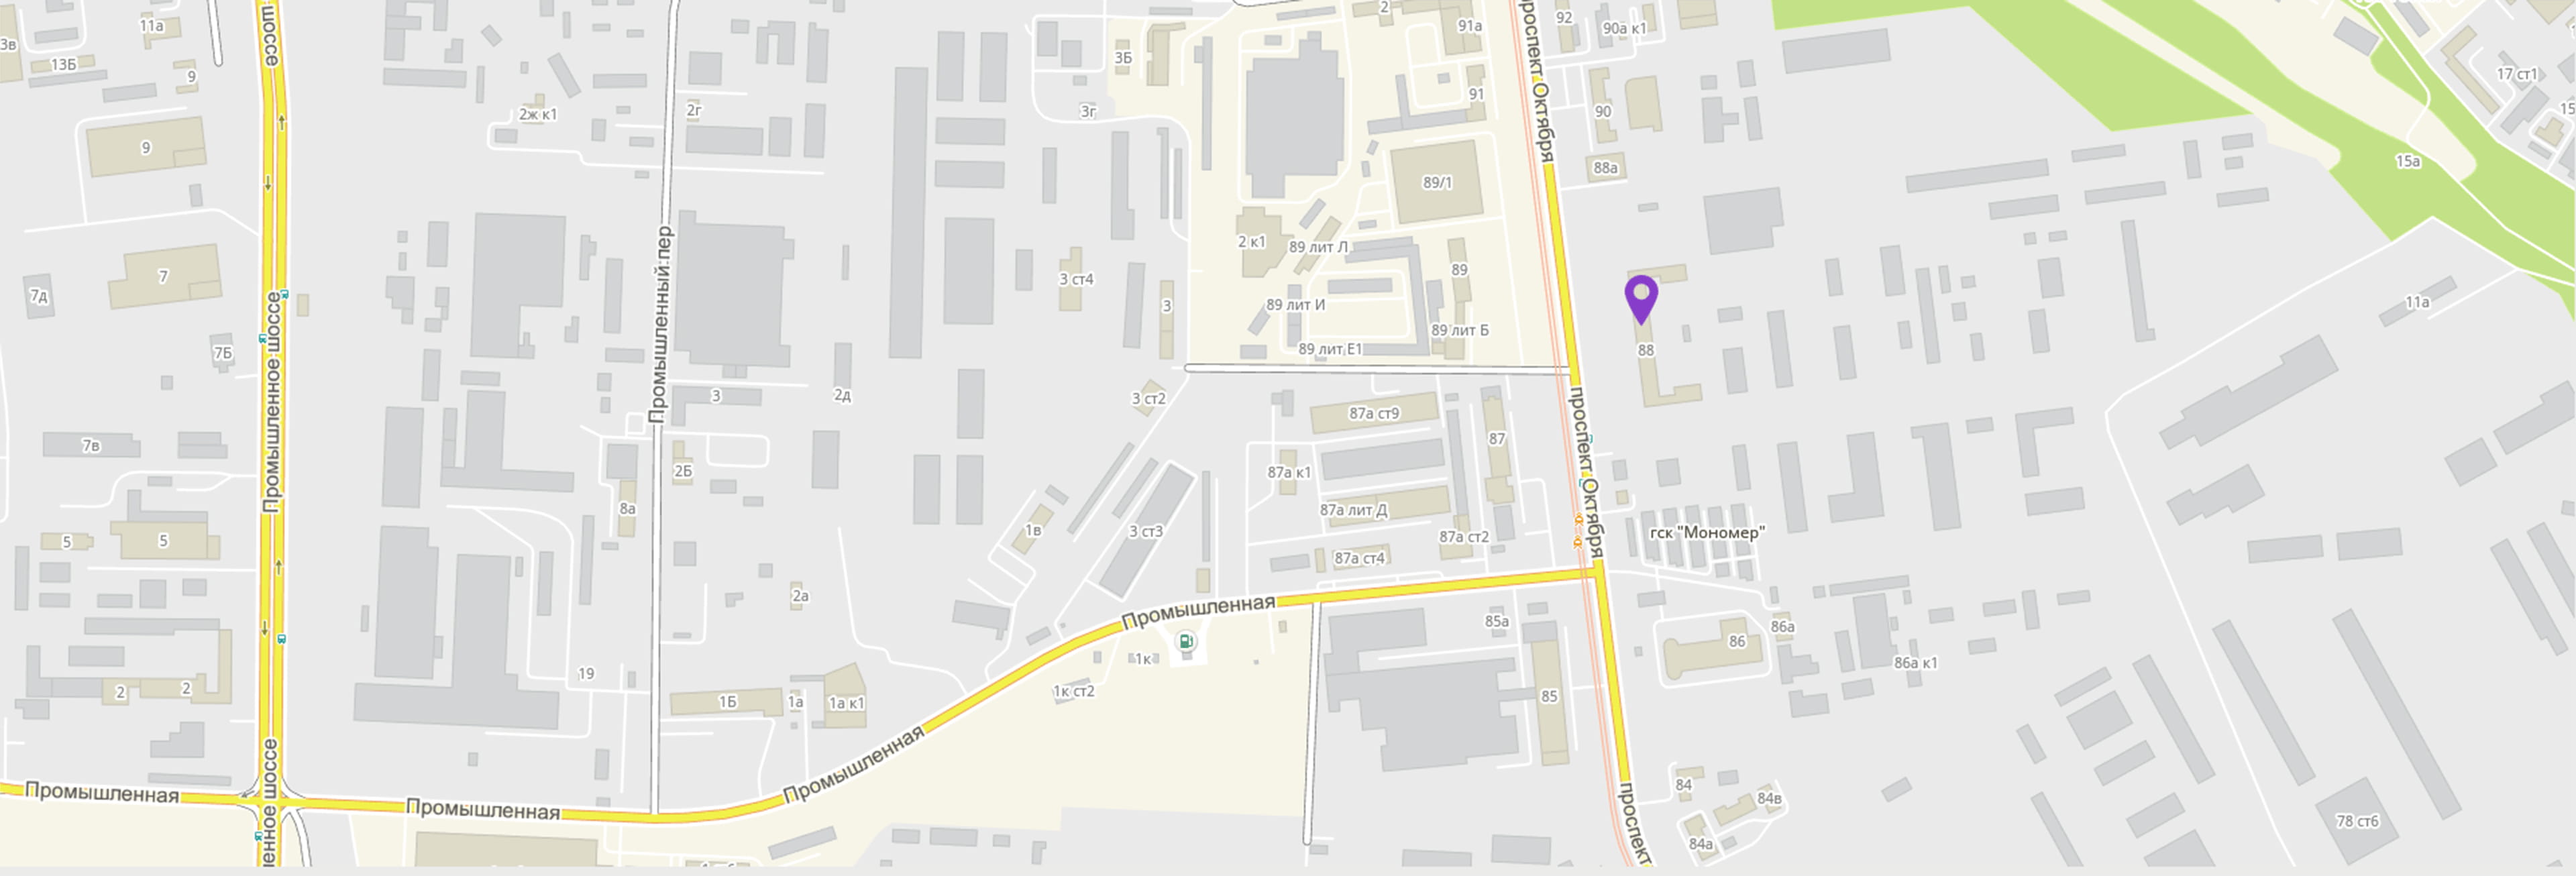 шоссе
11а
3в
13Б
9
2ж к1
2г
3Б
3г
2
91а
91
проспект Октября
92
90а к1
90
88а
17 ст1
15
15а
9
Промышленный пер
89/1
2 к1
89 лит Л
89
7
7д
3 ст4
3
89 лит И
89 лит Б
89 лит Е1
88
11а
7Б
Промышленное шоссе
3
2д
3 ст2
87а ст9
87
проспект Октября
7в
2Б
87а к1
8а
87а лит Д
5
5
1в
3 ст3
87а ст2
87а ст4
гск "Мономер"
2а
Промышленная
85а
86
86а
86а к1
1к
1к ст2
19
2
2
1Б
1а
1а к1
85
Промышленная
Промышленная
Промышленная
84
84в
84а
78 ст6
проспект